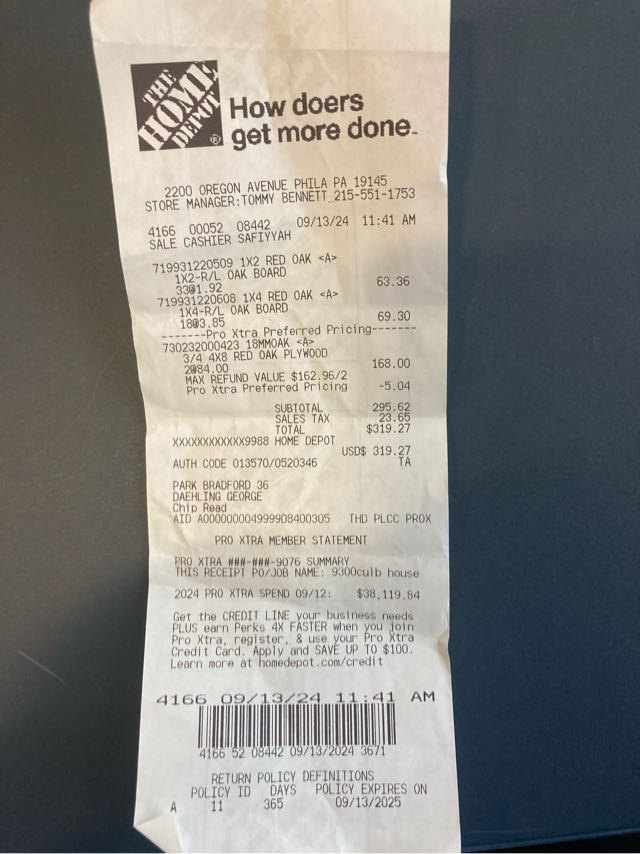 THE
HOME
DEPOT®
How doers
get more done™
2200 OREGON AVENUE PHILA PA 19145
STORE MANAGER:TOMMY BENNETT 215-551-1753
4166 00052 08442 09/13/24 11:41 AM
SALE CASHIER SAFIYYAH
719931220509 1X2 RED OAK <A>
1X2-R/L OAK BOARD
33@1.92 63.36
719931220608 1X4 RED OAK <A>
1X4-R/L OAK BOARD
18@3.85 69.30
-------Pro Xtra Preferred Pricing-------
730232000423 18MMOAK <A>
3/4 4X8 RED OAK PLYWOOD
2@84.00 168.00
MAX REFUND VALUE $162.96/2
Pro Xtra Preferred Pricing -5.04
SUBTOTAL 295.62
SALES TAX 23.65
TOTAL $319.27
XXXXXXXXXXXX9988 HOME DEPOT
USD$ 319.27
AUTH CODE 013570/0520346 TA
PARK BRADFORD 36
DAEHLING GEORGE
Chip Read
AID A0000000049999D8400305 THD PLCC PROX
PRO XTRA MEMBER STATEMENT
PRO XTRA ###-###-9076 SUMMARY
THIS RECEIPT PO/JOB NAME: 9300culb house
2024 PRO XTRA SPEND 09/12: $38,119.84
Get the CREDIT LINE your business needs
PLUS earn Perks 4X FASTER when you join
Pro Xtra, register, & use your Pro Xtra
Credit Card. Apply and SAVE UP TO $100.
Learn more at homedepot.com/credit
4166 09/13/24 11:41 AM
4166 52 08442 09/13/2024 3671
RETURN POLICY DEFINITIONS
POLICY ID DAYS POLICY EXPIRES ON
A 11 365 09/13/2025